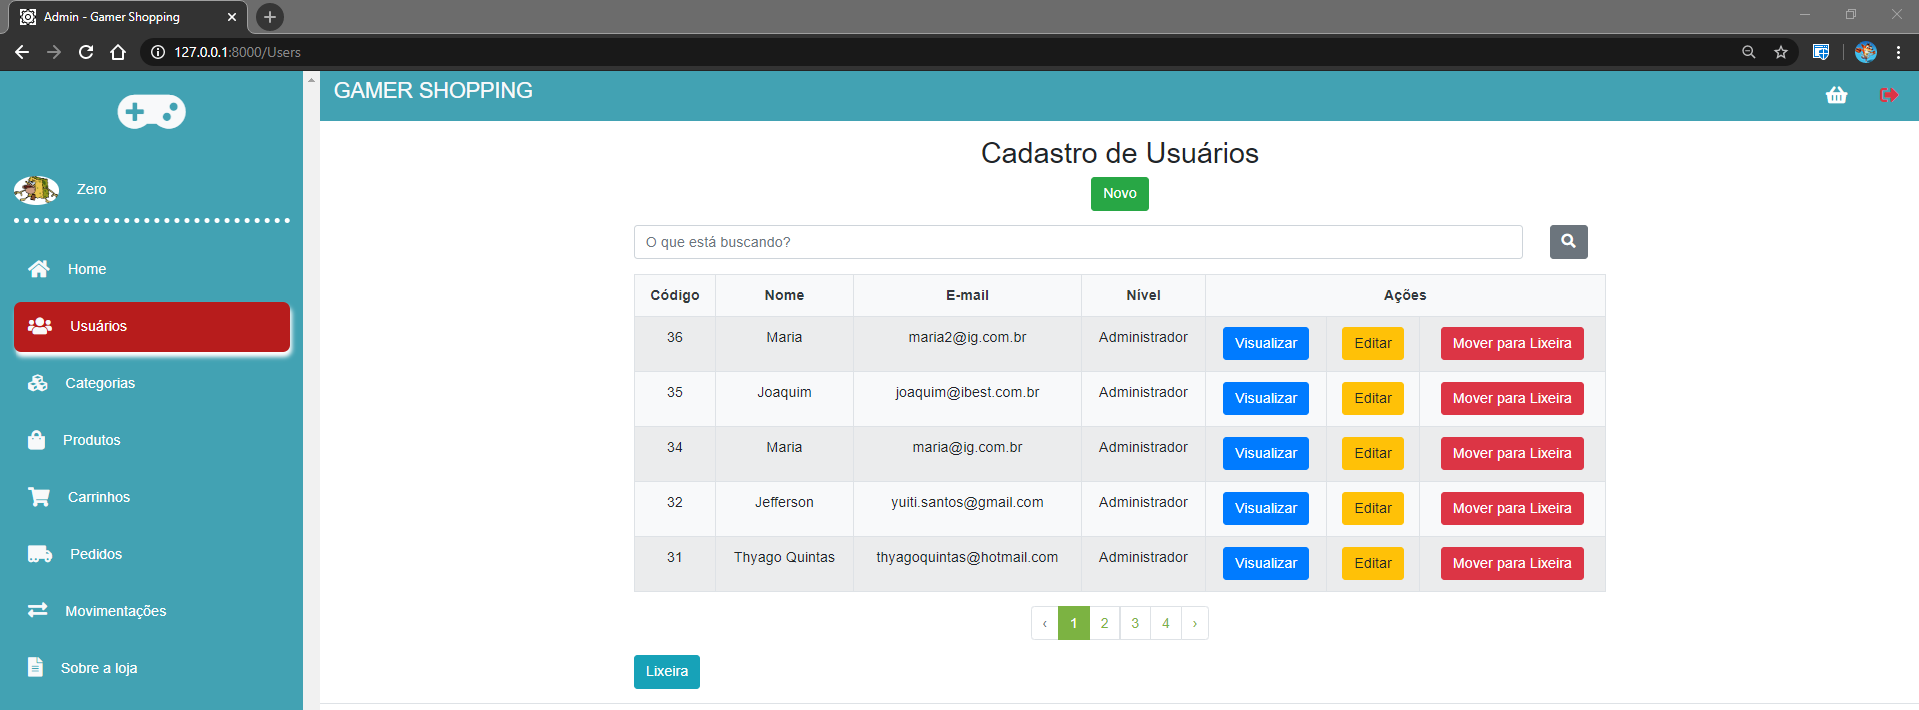 Admin - Gamer Shopping
127.0.0.1:8000/Users
GAMER SHOPPING
Zero
Home
Usuários
Categorias
Produtos
Carrinhos
Pedidos
Movimentações
Sobre a loja
Cadastro de Usuários
Novo
O que está buscando?
Código Nome E-mail Nível Ações
36 Maria maria2@ig.com.br Administrador Visualizar Editar Mover para Lixeira
35 Joaquim joaquim@ibest.com.br Administrador Visualizar Editar Mover para Lixeira
34 Maria maria@ig.com.br Administrador Visualizar Editar Mover para Lixeira
32 Jefferson yuiti.santos@gmail.com Administrador Visualizar Editar Mover para Lixeira
31 Thyago Quintas thyagoquintas@hotmail.com Administrador Visualizar Editar Mover para Lixeira
‹ 1 2 3 4 ›
Lixeira